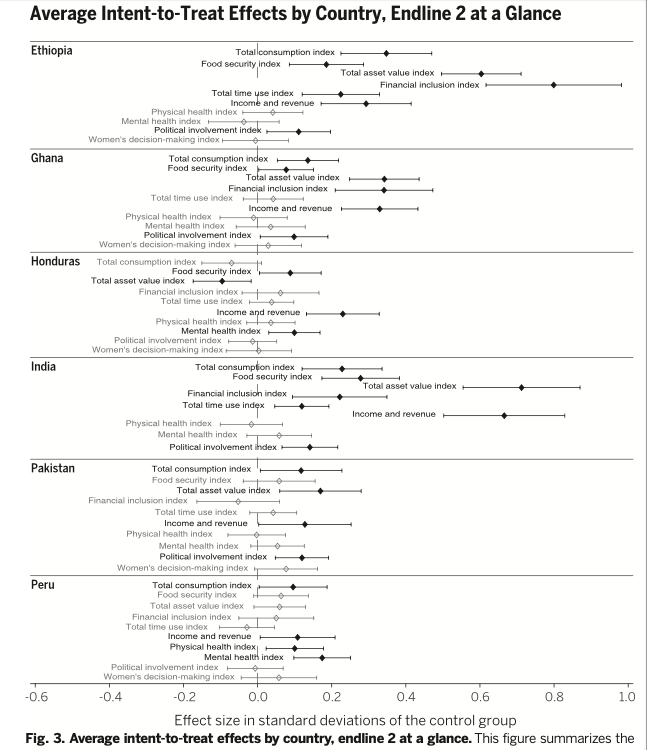 Average Intent-to-Treat Effects by Country, Endline 2 at a Glance
Ethiopia
Total consumption index
Food security index
Total asset value index
Financial inclusion index
Total time use index
Income and revenue
Physical health index
Mental health index
Political involvement index
Women's decision-making index
Ghana
Total consumption index
Food security index
Total asset value index
Financial inclusion index
Total time use index
Income and revenue
Physical health index
Mental health index
Political involvement index
Women's decision-making index
Honduras
Total consumption index
Food security index
Total asset value index
Financial inclusion index
Total time use index
Income and revenue
Physical health index
Mental health index
Political involvement index
Women's decision-making index
India
Total consumption index
Food security index
Total asset value index
Financial inclusion index
Total time use index
Income and revenue
Physical health index
Mental health index
Political involvement index
Pakistan
Total consumption index
Food security index
Total asset value index
Financial inclusion index
Total time use index
Income and revenue
Physical health index
Mental health index
Political involvement index
Women's decision-making index
Peru
Total consumption index
Food security index
Total asset value index
Financial inclusion index
Total time use index
Income and revenue
Physical health index
Mental health index
Political involvement index
Women's decision-making index
-0.6 -0.4 -0.2 0.0 0.2 0.4 0.6 0.8 1.0
Effect size in standard deviations of the control group
Fig. 3. Average intent-to-treat effects by country, endline 2 at a glance. This figure summarizes the